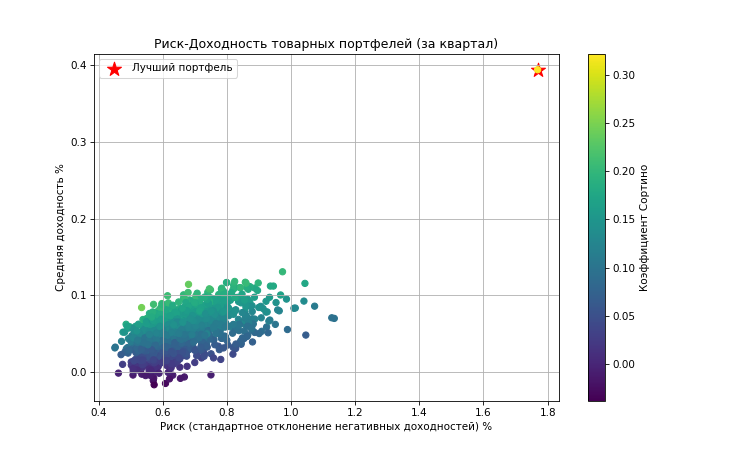 Риск-Доходность товарных портфелей (за квартал)
Лучший портфель
Средняя доходность %
0.4
0.3
0.2
0.1
0.0
0.4 0.6 0.8 1.0 1.2 1.4 1.6 1.8
Риск (стандартное отклонение негативных доходностей) %
0.30
0.25
0.20
0.15
0.10
0.05
0.00
Коэффициент Сортино